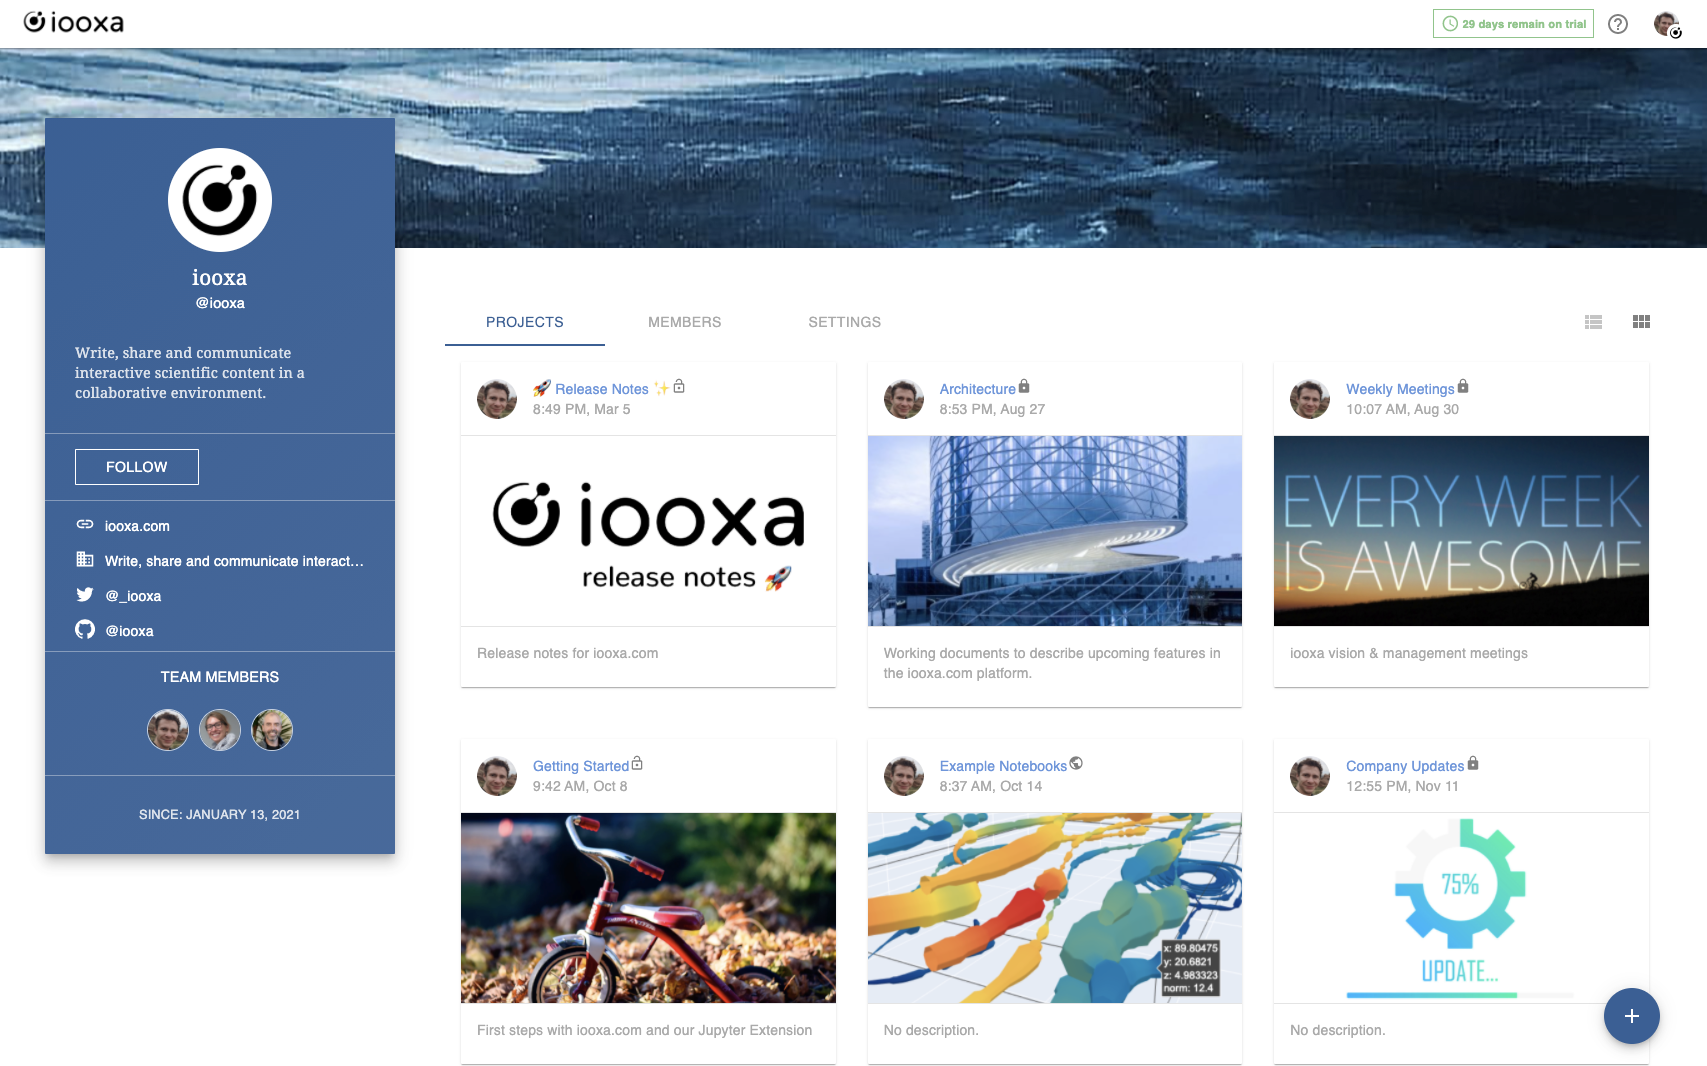 iooxa
29 days remain on trial
iooxa
@iooxa
Write, share and communicate
interactive scientific content in a
collaborative environment.
FOLLOW
iooxa.com
Write, share and communicate interact...
@_iooxa
@iooxa
TEAM MEMBERS
SINCE: JANUARY 13, 2021
PROJECTS
MEMBERS
SETTINGS
🚀 Release Notes ✨
8:49 PM, Mar 5
iooxa
release notes 🚀
Release notes for iooxa.com
Architecture
8:53 PM, Aug 27
Working documents to describe upcoming features in
the iooxa.com platform.
Weekly Meetings
10:07 AM, Aug 30
EVERY WEEK
IS AWESOME
iooxa vision & management meetings
Getting Started
9:42 AM, Oct 8
First steps with iooxa.com and our Jupyter Extension
Example Notebooks
8:37 AM, Oct 14
x: 89.80475
y: 20.6821
z: 4.983323
norm: 12.4
No description.
Company Updates
12:55 PM, Nov 11
75%
UPDATE...
No description.